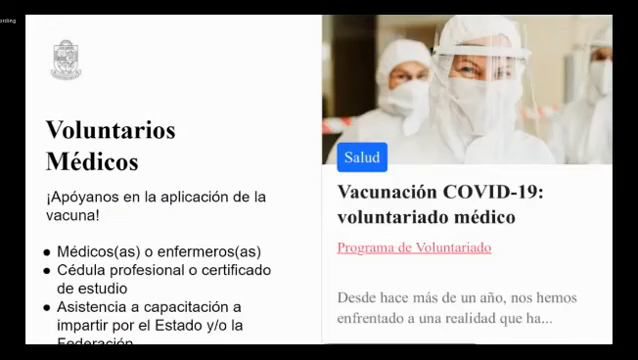 ording
Voluntarios
Médicos
¡Apóyanos en la aplicación de la
vacuna!
● Médicos(as) o enfermeros(as)
● Cédula profesional o certificado
de estudio
● Asistencia a capacitación a
impartir por el Estado y/o la
Federación
Salud
Vacunación COVID-19:
voluntariado médico
Programa de Voluntariado
Desde hace más de un año, nos hemos
enfrentado a una realidad que ha...